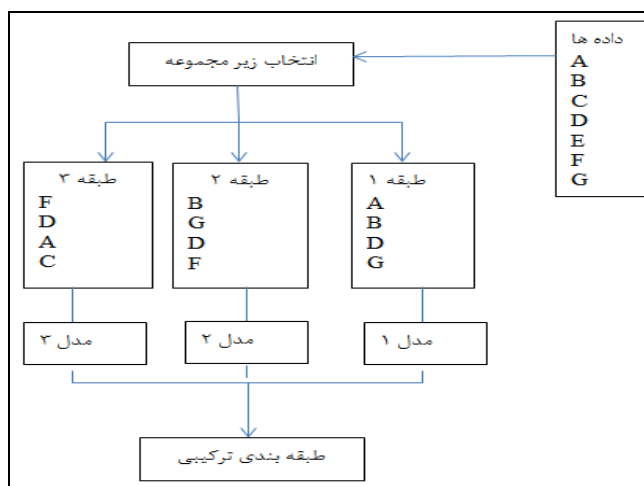 داده ها
A
B
C
D
E
F
G
انتخاب زیر مجموعه
طبقه ۱
A
B
D
G
طبقه ۲
B
G
D
F
طبقه ۳
F
D
A
C
مدل ۱
مدل ۲
مدل ۳
طبقه بندی ترکیبی